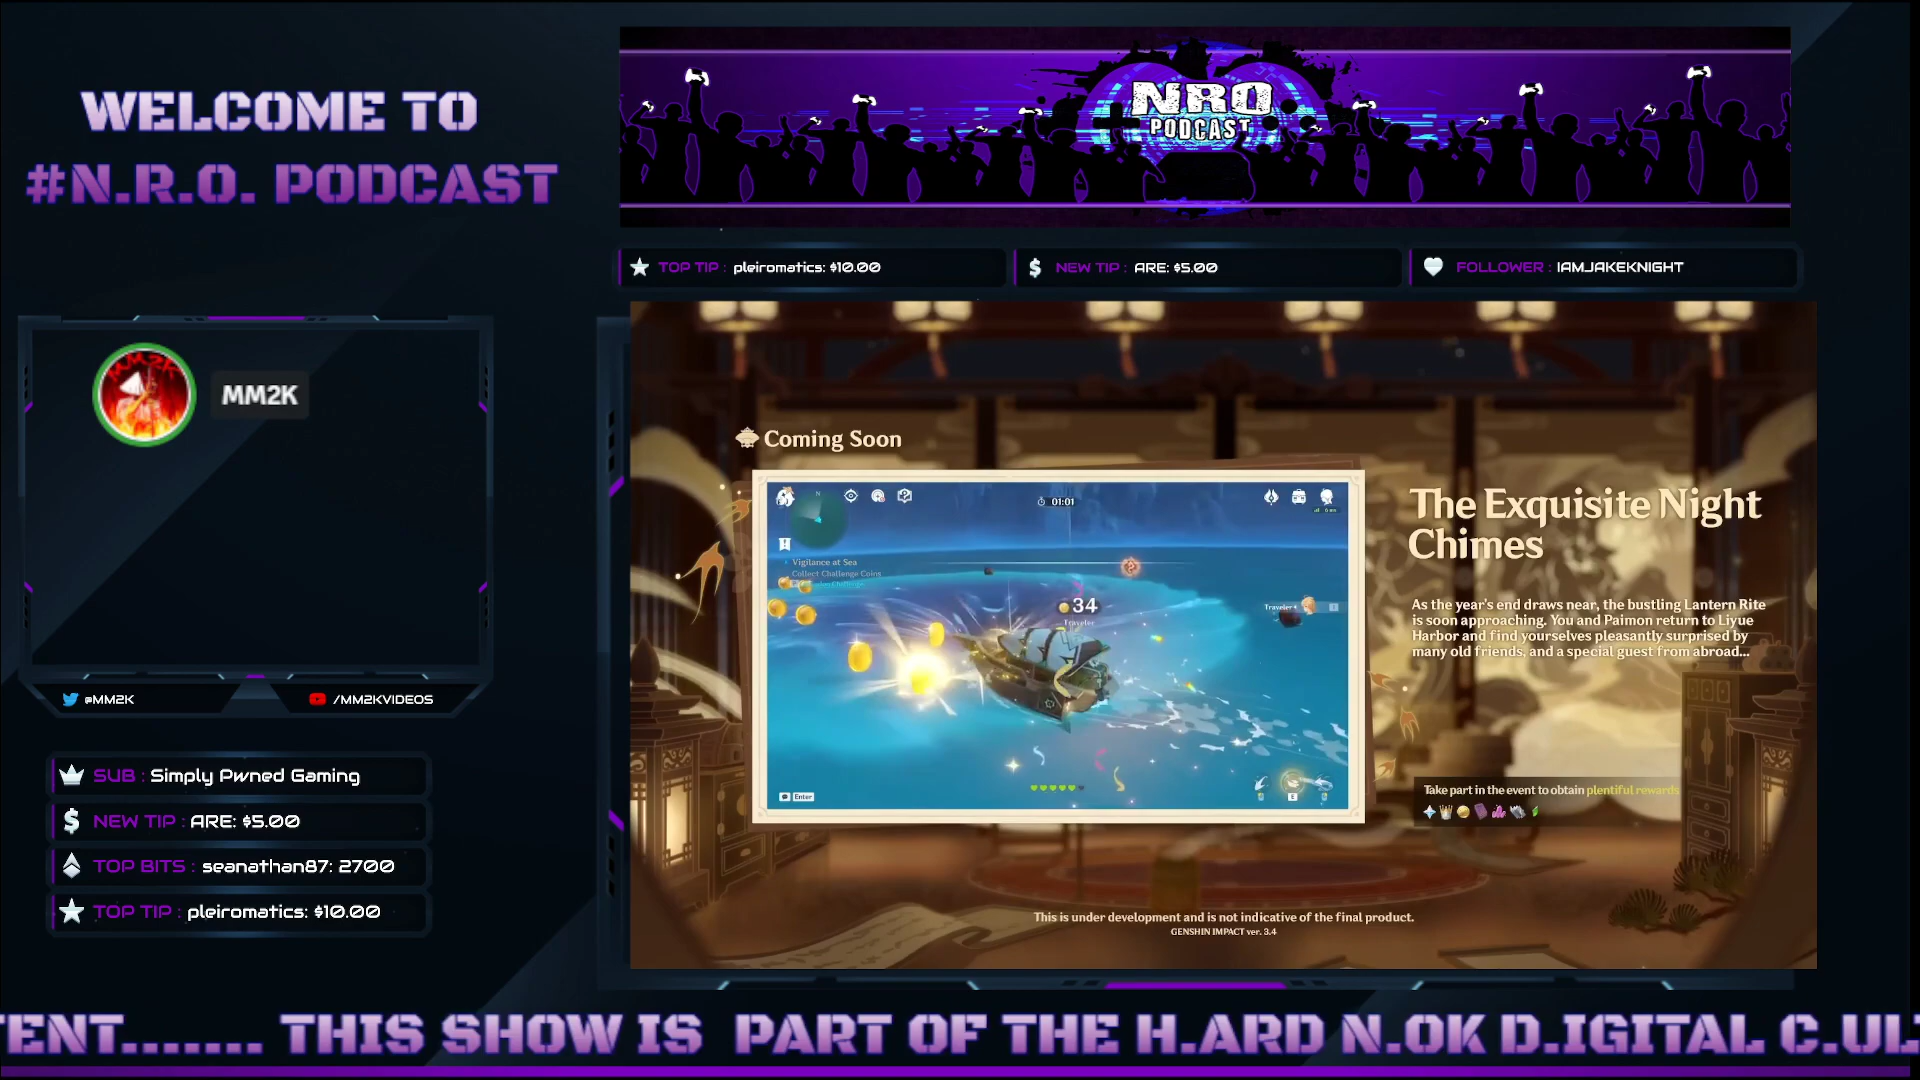 WELCOME TO
#N.R.O. PODCAST
NRO
PODCAST
TOP TIP : pleiromatics: $10.00
NEW TIP : ARE: $5.00
FOLLOWER : IAMJAKEKNIGHT
MM2K
MM2K
@MM2K
/MM2KVIDEOS
SUB : Simply Pwned Gaming
NEW TIP : ARE: $5.00
TOP BITS : seanathan87: 2700
TOP TIP : pleiromatics: $10.00
Coming Soon
N
01:01
Vigilance at Sea
Collect Challenge Coins
34
Traveler
Traveler
Enter
E
The Exquisite Night
Chimes
As the year's end draws near, the bustling Lantern Rite
is soon approaching. You and Paimon return to Liyue
Harbor and find yourselves pleasantly surprised by
many old friends, and a special guest from abroad...
Take part in the event to obtain plentiful rewards
This is under development and is not indicative of the final product.
GENSHIN IMPACT ver. 3.4
TENT....... THIS SHOW IS PART OF THE H.ARD N.OK D.IGITAL C.UL